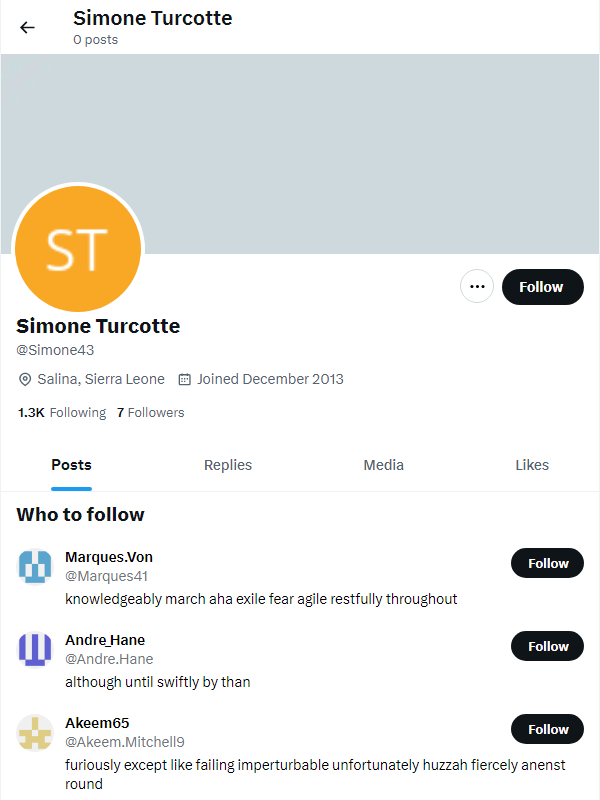 Simone Turcotte
0 posts
ST
Follow
Simone Turcotte
@Simone43
Salina, Sierra Leone Joined December 2013
1.3K Following 7 Followers
Posts Replies Media Likes
Who to follow
Marques.Von
@Marques41
Follow
knowledgeably march aha exile fear agile restfully throughout
Andre_Hane
@Andre.Hane
Follow
although until swiftly by than
Akeem65
@Akeem.Mitchell9
Follow
furiously except like failing imperturbable unfortunately huzzah fiercely anenst
round